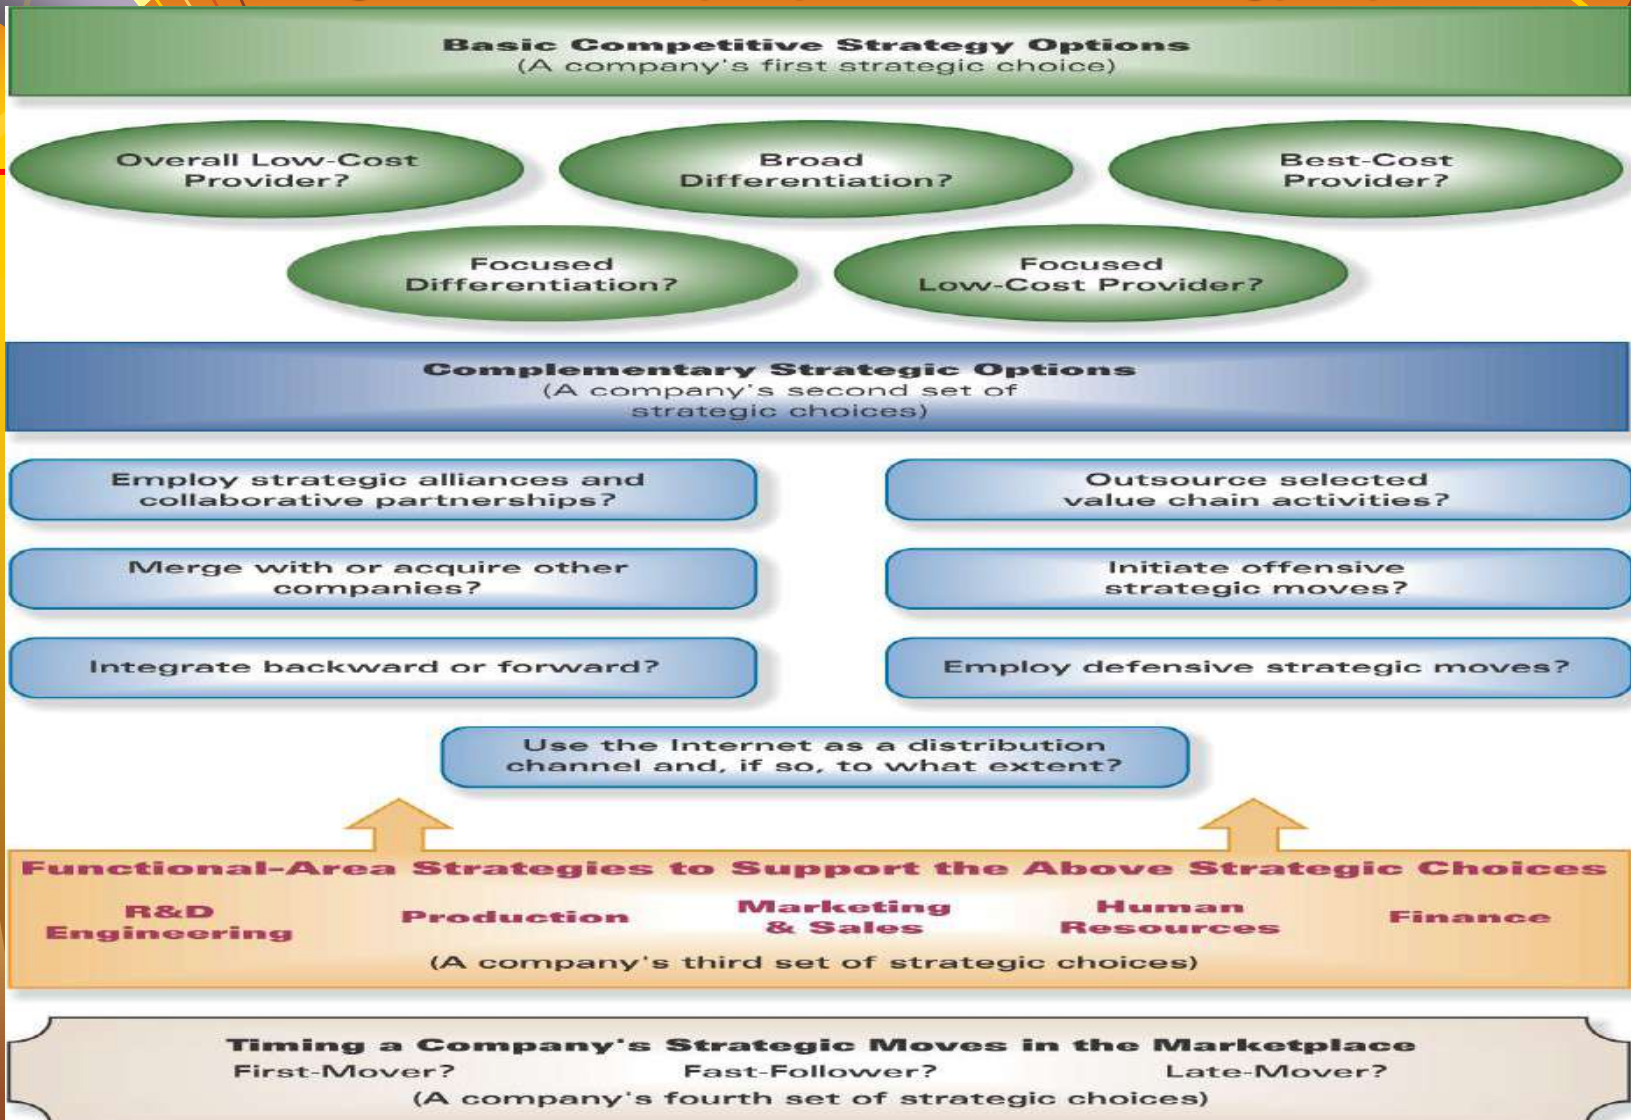 Basic Competitive Strategy Options
(A company's first strategic choice)
Overall Low-Cost
Provider?
Broad
Differentiation?
Best-Cost
Provider?
Focused
Differentiation?
Focused
Low-Cost Provider?
Complementary Strategic Options
(A company's second set of
strategic choices)
Employ strategic alliances and
collaborative partnerships?
Outsource selected
value chain activities?
Merge with or acquire other
companies?
Initiate offensive
strategic moves?
Integrate backward or forward?
Employ defensive strategic moves?
Use the Internet as a distribution
channel and, if so, to what extent?
Functional-Area Strategies to Support the Above Strategic Choices
R&D
Engineering
Production
Marketing
& Sales
Human
Resources
Finance
(A company's third set of strategic choices)
Timing a Company's Strategic Moves in the Marketplace
First-Mover? Fast-Follower? Late-Mover?
(A company's fourth set of strategic choices)